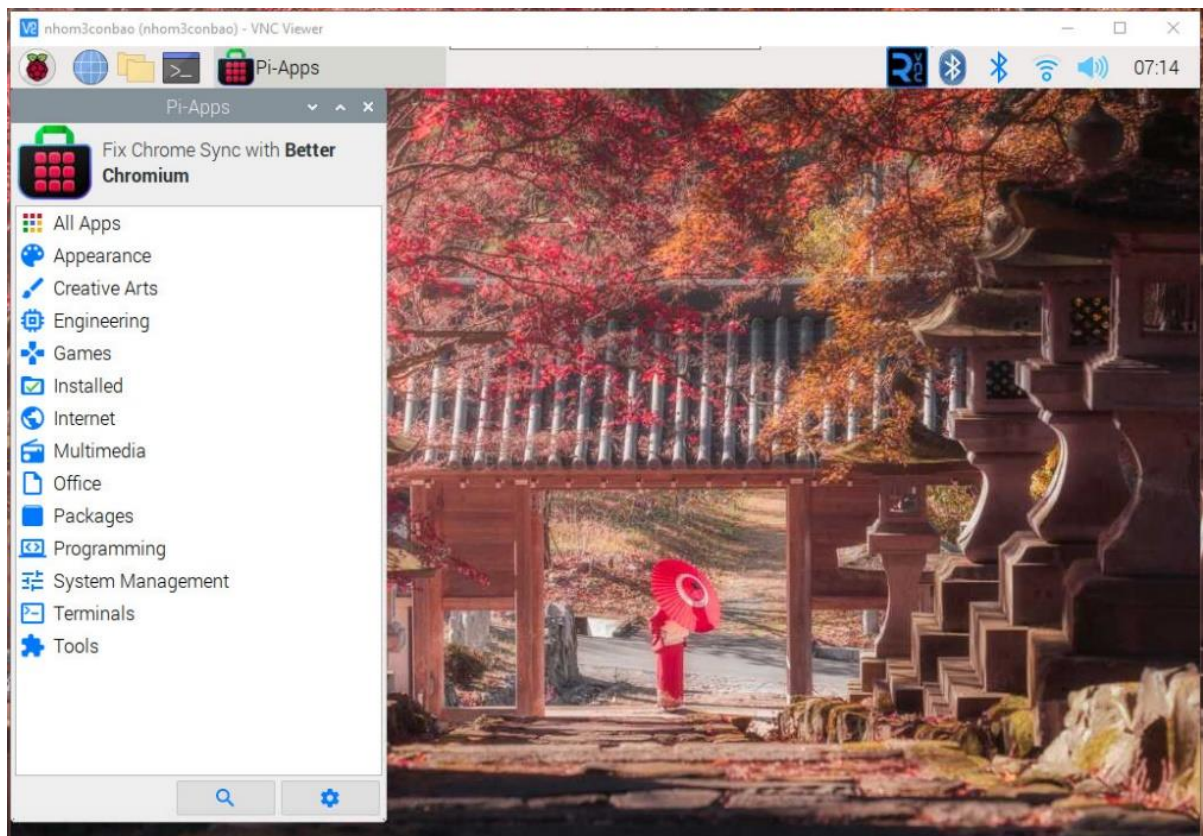 nhom3conbao (nhom3conbao) - VNC Viewer
Pi-Apps
07:14
Pi-Apps
Fix Chrome Sync with Better
Chromium
All Apps
Appearance
Creative Arts
Engineering
Games
Installed
Internet
Multimedia
Office
Packages
Programming
System Management
Terminals
Tools